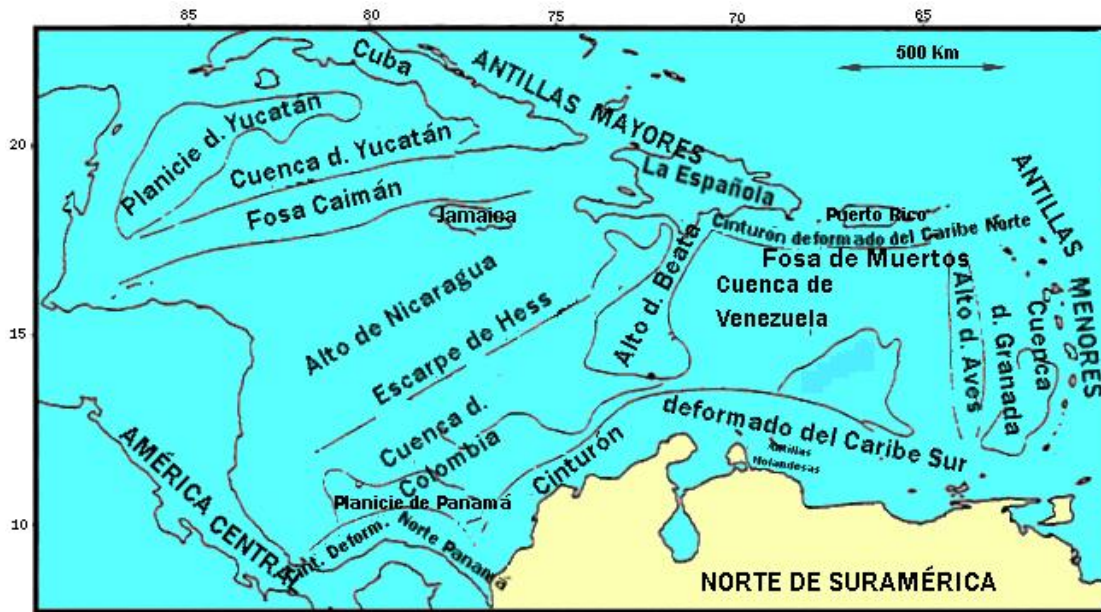 85
80
70
65
500 Km
Cuba
ANTILLAS MAYORES
Planicie d. Yucatán
Cuenca d. Yucatán
20
Fosa Caimán
La Española
ANTILLAS MENORES
Jamaica
Puerto Rico
Cinturón deformado del Caribe Norte
Fosa de Muertos
Alto de Nicaragua
Alto d. Beata
Cuenca de
Venezuela
Escarpe de Hess
Alto d. Aves
Cuenca
d. Granada
15
Cuenca d.
Colombia
Cinturón
deformado del Caribe Sur
Antillas
Holandesas
AMÉRICA CENTRAL
Planicie de Panamá
10
Cint. Deform. Norte Panamá
NORTE DE SURAMÉRICA